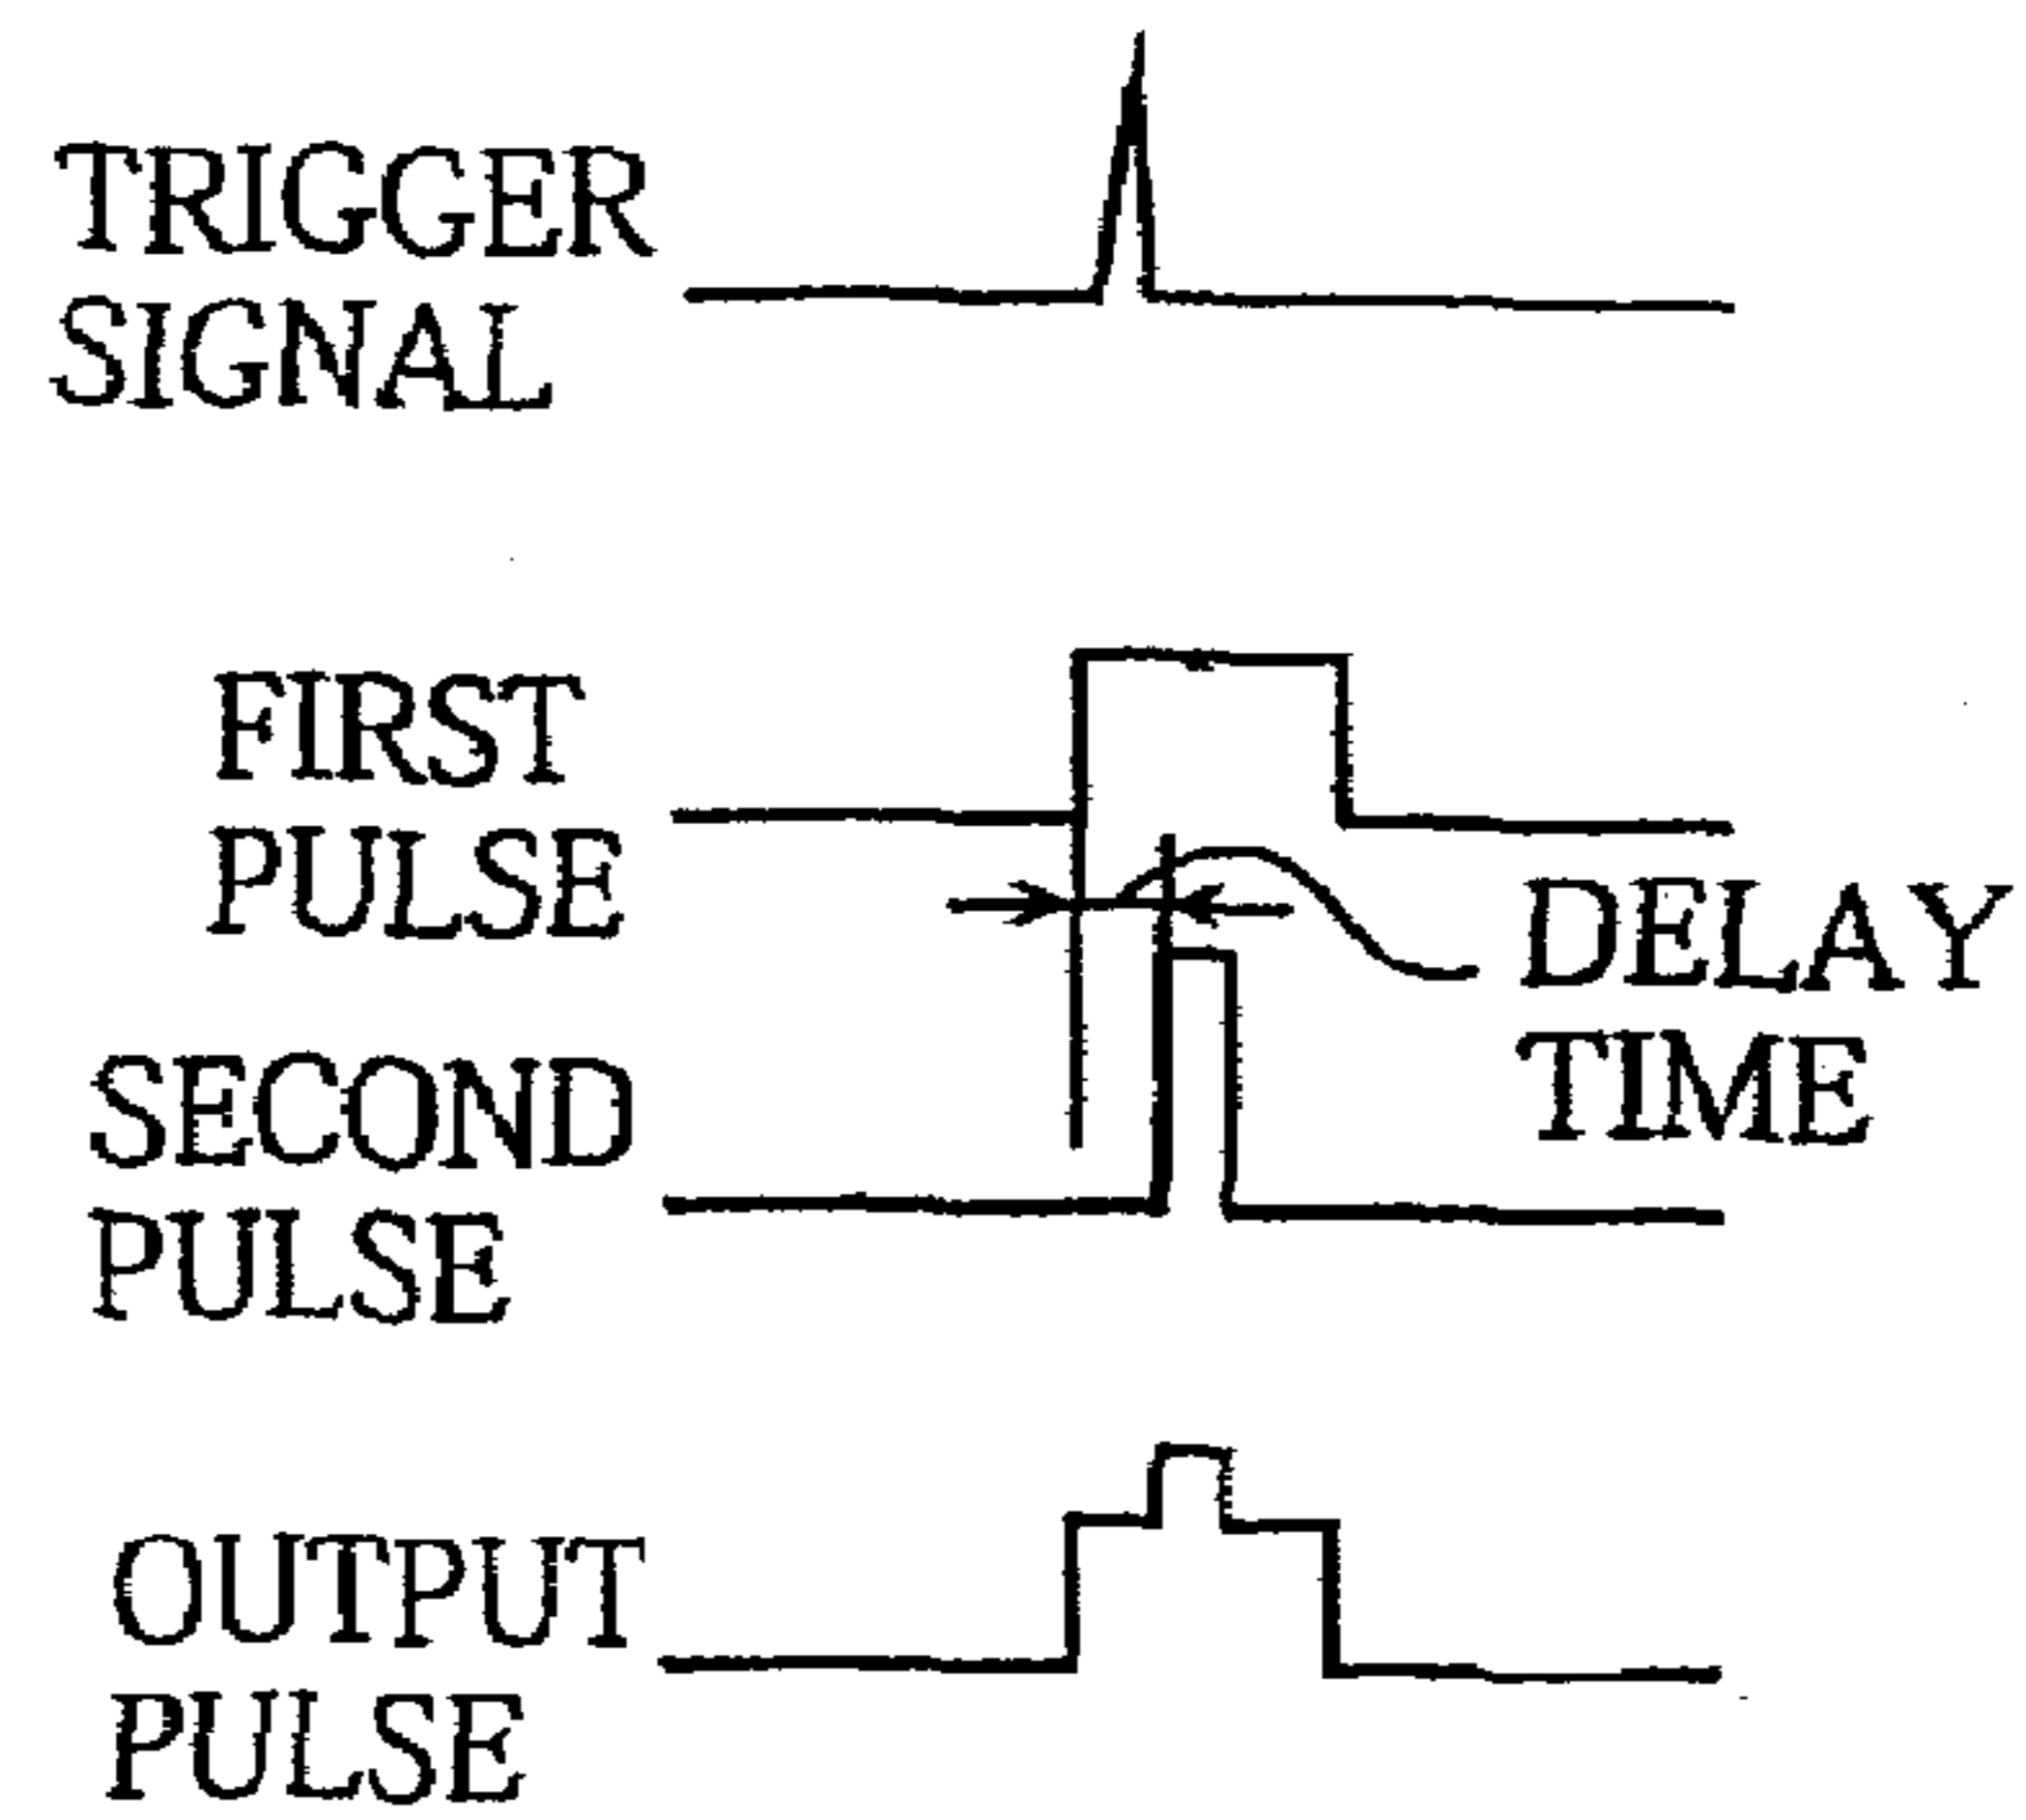 TRIGGER
SIGNAL
FIRST
PULSE
DELAY
TIME
SECOND
PULSE
OUTPUT
PULSE